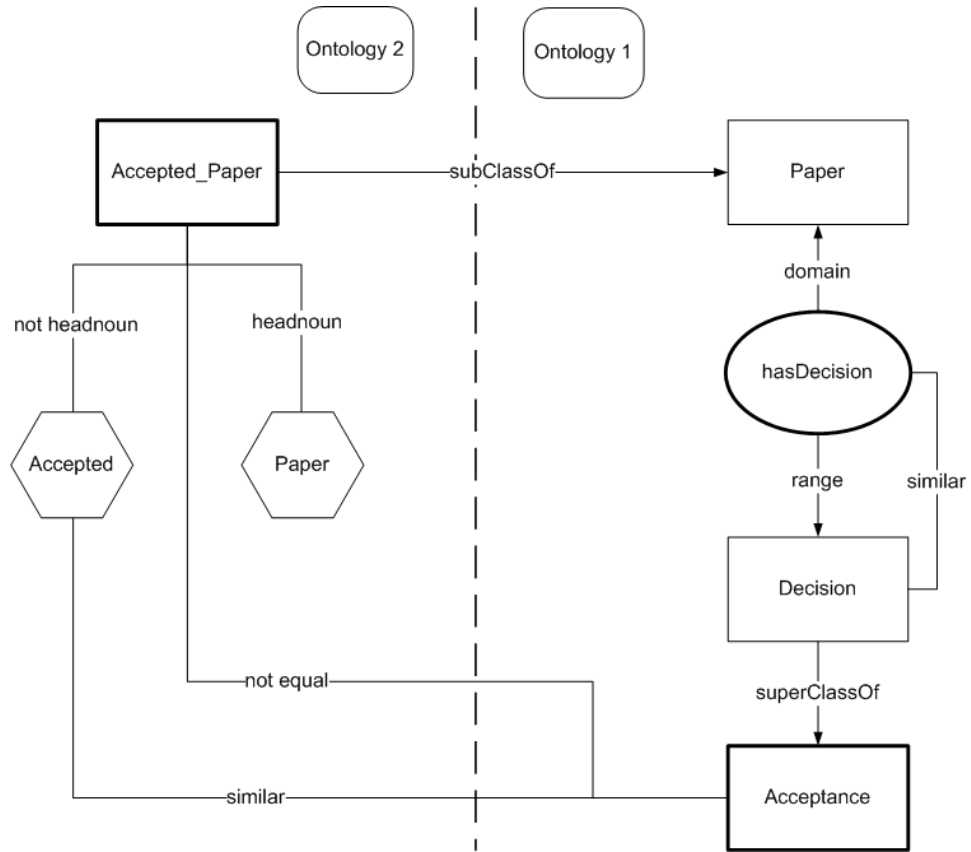 Ontology 2
Ontology 1
Accepted_Paper
subClassOf
Paper
domain
not headnoun
headnoun
hasDecision
Accepted
Paper
range
similar
Decision
not equal
superClassOf
similar
Acceptance